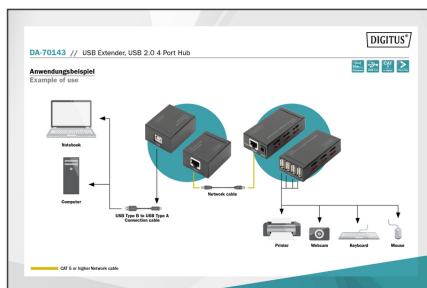 DIGITUS®
DA-70143 // USB Extender, USB 2.0 4 Port Hub
Anwendungsbeispiel
Example of use
Notebook
Computer
Network cable
USB Type B to USB Type A
Connection cable
Printer
Webcam
Keyboard
Mouse
CAT 5 or higher Network cable